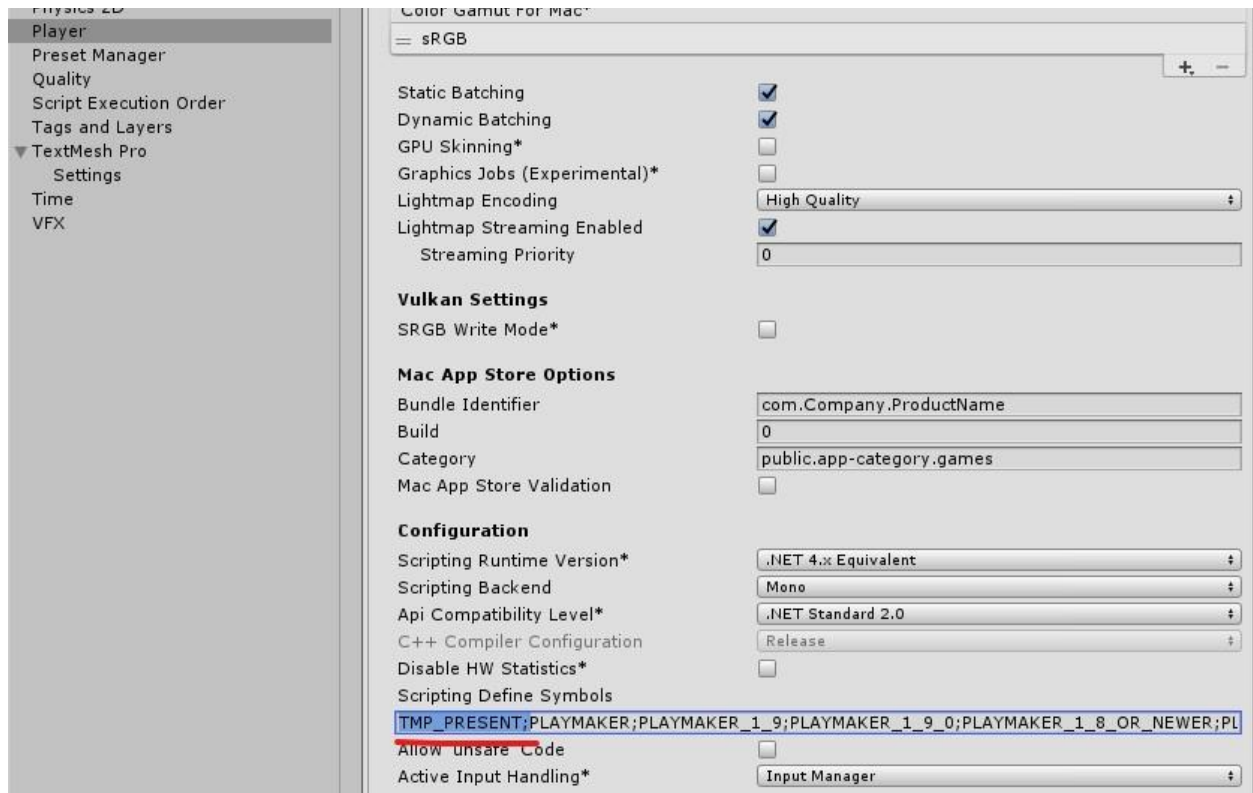 Physics 2D
Player
Preset Manager
Quality
Script Execution Order
Tags and Layers
TextMesh Pro
Settings
Time
VFX
Color Gamut For Mac*
sRGB
Static Batching
Dynamic Batching
GPU Skinning*
Graphics Jobs (Experimental)*
Lightmap Encoding High Quality
Lightmap Streaming Enabled
Streaming Priority 0
Vulkan Settings
SRGB Write Mode*
Mac App Store Options
Bundle Identifier com.Company.ProductName
Build 0
Category public.app-category.games
Mac App Store Validation
Configuration
Scripting Runtime Version* .NET 4.x Equivalent
Scripting Backend Mono
Api Compatibility Level* .NET Standard 2.0
C++ Compiler Configuration Release
Disable HW Statistics*
Scripting Define Symbols
TMP_PRESENT;PLAYMAKER;PLAYMAKER_1_9;PLAYMAKER_1_9_0;PLAYMAKER_1_8_OR_NEWER;PL
Allow 'unsafe' Code
Active Input Handling* Input Manager